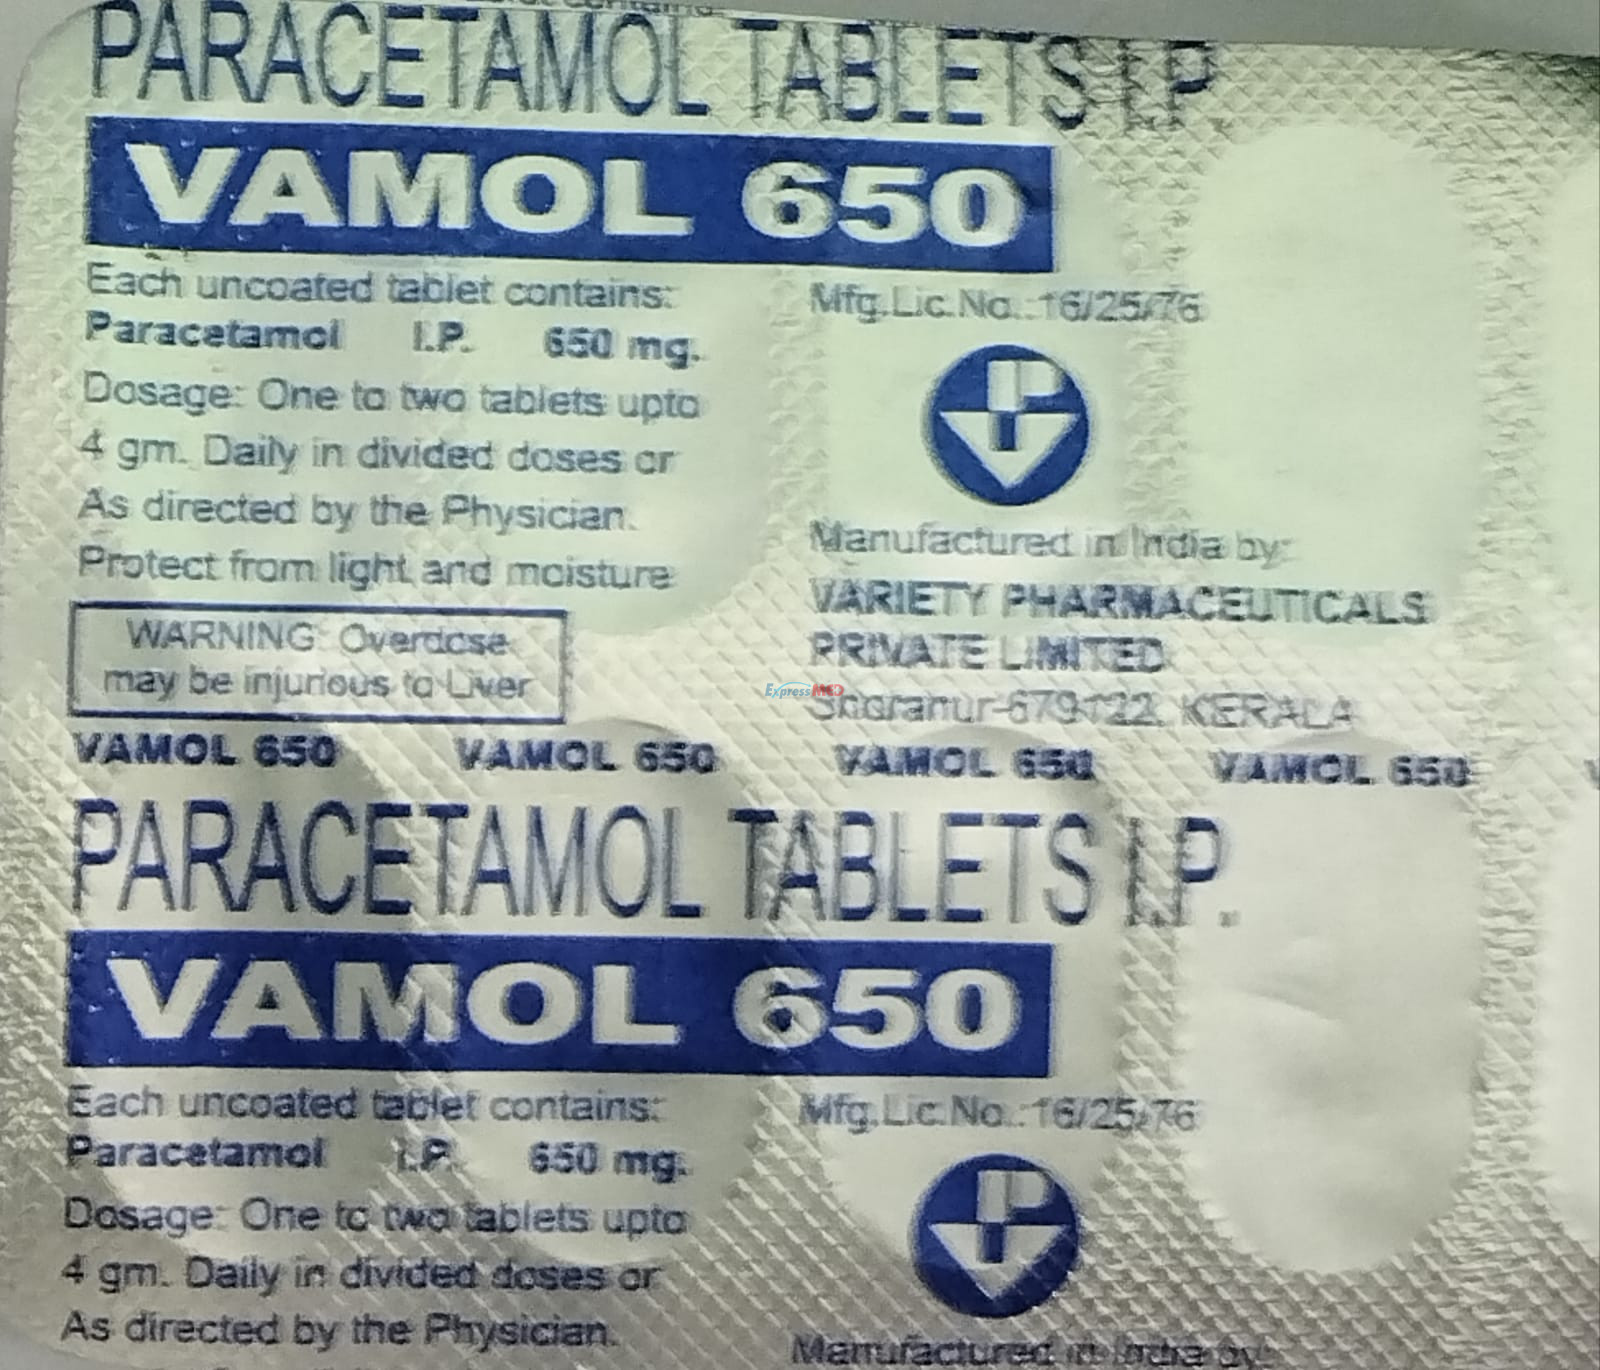 PARACETAMOL TABLETS I.P
VAMOL 650
Each uncoated tablet contains:
Paracetamol I.P. 650 mg.
Dosage: One to two tablets upto
4 gm. Daily in divided doses or
As directed by the Physician.
Protect from light and moisture
WARNING: Overdose
may be injurious to Liver
Mfg.Lic.No.:16/25/76
Manufactured in India by:
VARIETY PHARMACEUTICALS
PRIVATE LIMITED
ExpressMED
Shoranur-679122. KERALA
VAMOL 650 VAMOL 650 VAMOL 650 VAMOL 650
PARACETAMOL TABLETS I.P.
VAMOL 650
Each uncoated tablet contains:
Paracetamol I.P. 650 mg.
Dosage: One to two tablets upto
4 gm. Daily in divided doses or
As directed by the Physician.
Mfg.Lic.No.:16/25/76
Manufactured in India by: